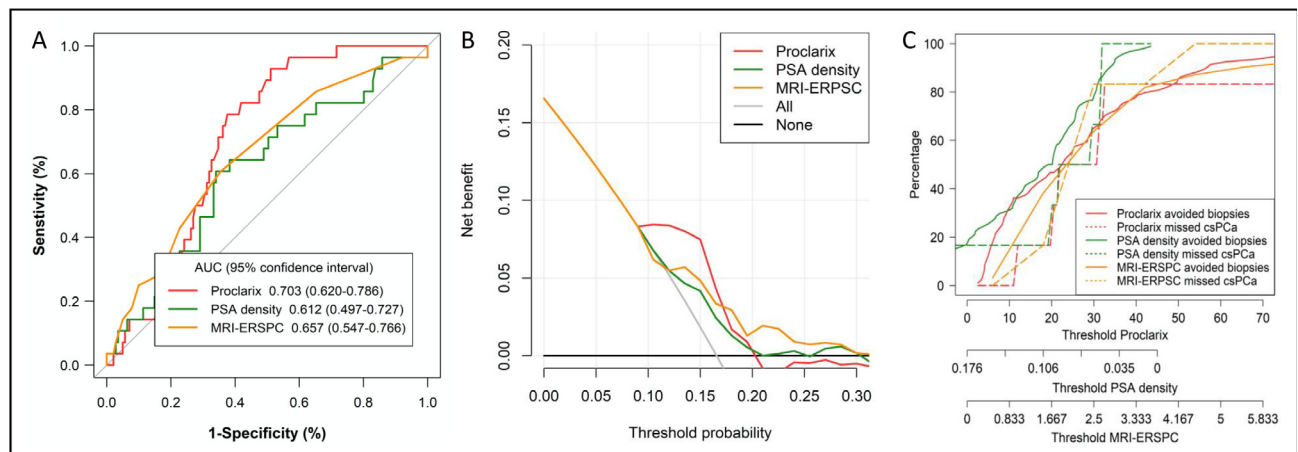 A
1.0
0.8
0.6
0.4
0.2
0.0
Senstivity (%)
AUC (95% confidence interval)
Proclarix 0.703 (0.620-0.786)
PSA density 0.612 (0.497-0.727)
MRI-ERSPC 0.657 (0.547-0.766)
0.0 0.2 0.4 0.6 0.8 1.0
1-Specificity (%)
B
0.20
0.15
0.10
0.05
0.00
Net benefit
Proclarix
PSA density
MRI-ERPSC
All
None
0.00 0.05 0.10 0.15 0.20 0.25 0.30
Threshold probability
C
100
80
60
40
20
0
Percentage
Proclarix avoided biopsies
Proclarix missed csPCa
PSA density avoided biopsies
PSA density missed csPCa
MRI-ERSPC avoided biopsies
MRI-ERPSC missed csPCa
0 10 20 30 40 50 60 70
Threshold Proclarix
0.176 0.106 0.035 0
Threshold PSA density
0 0.833 1.667 2.5 3.333 4.167 5 5.833
Threshold MRI-ERSPC